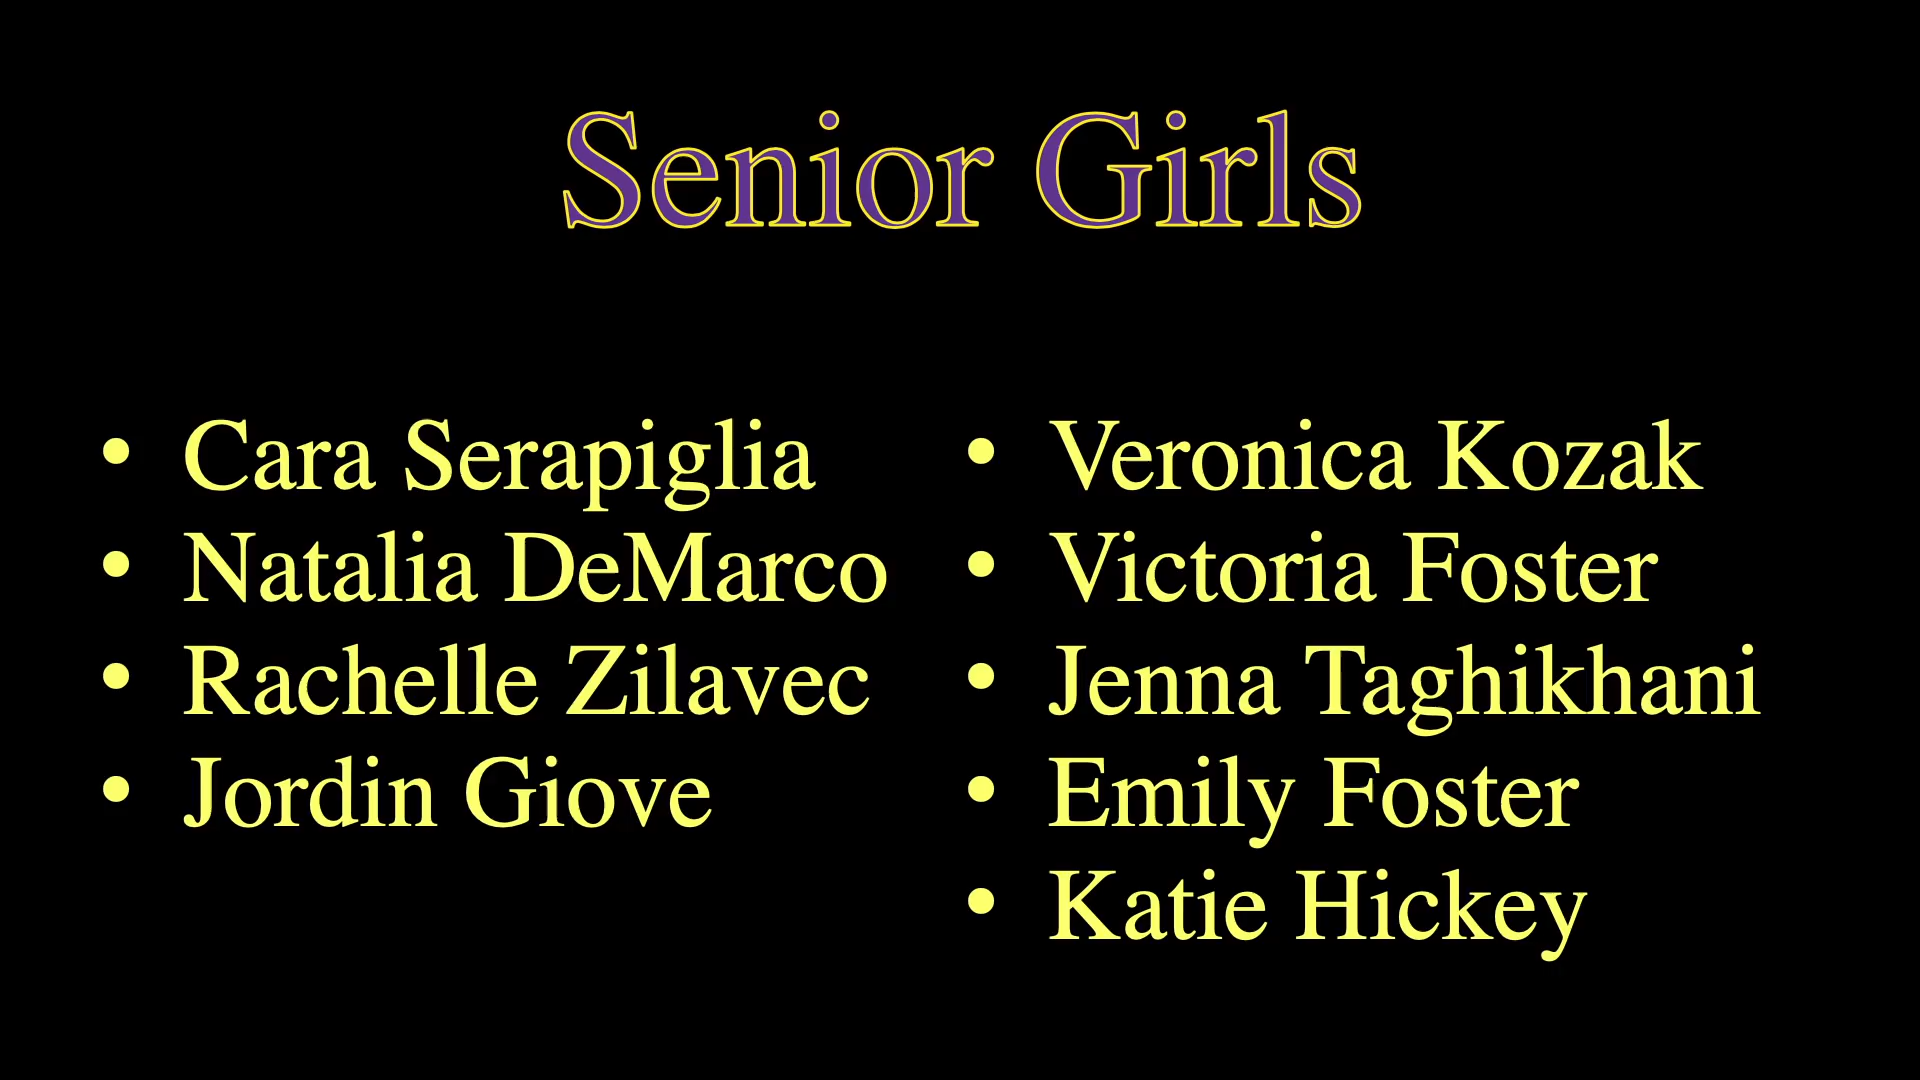 Senior Girls
• Cara Serapiglia
• Natalia DeMarco
• Rachelle Zilavec
• Jordin Giove
• Veronica Kozak
• Victoria Foster
• Jenna Taghikhani
• Emily Foster
• Katie Hickey